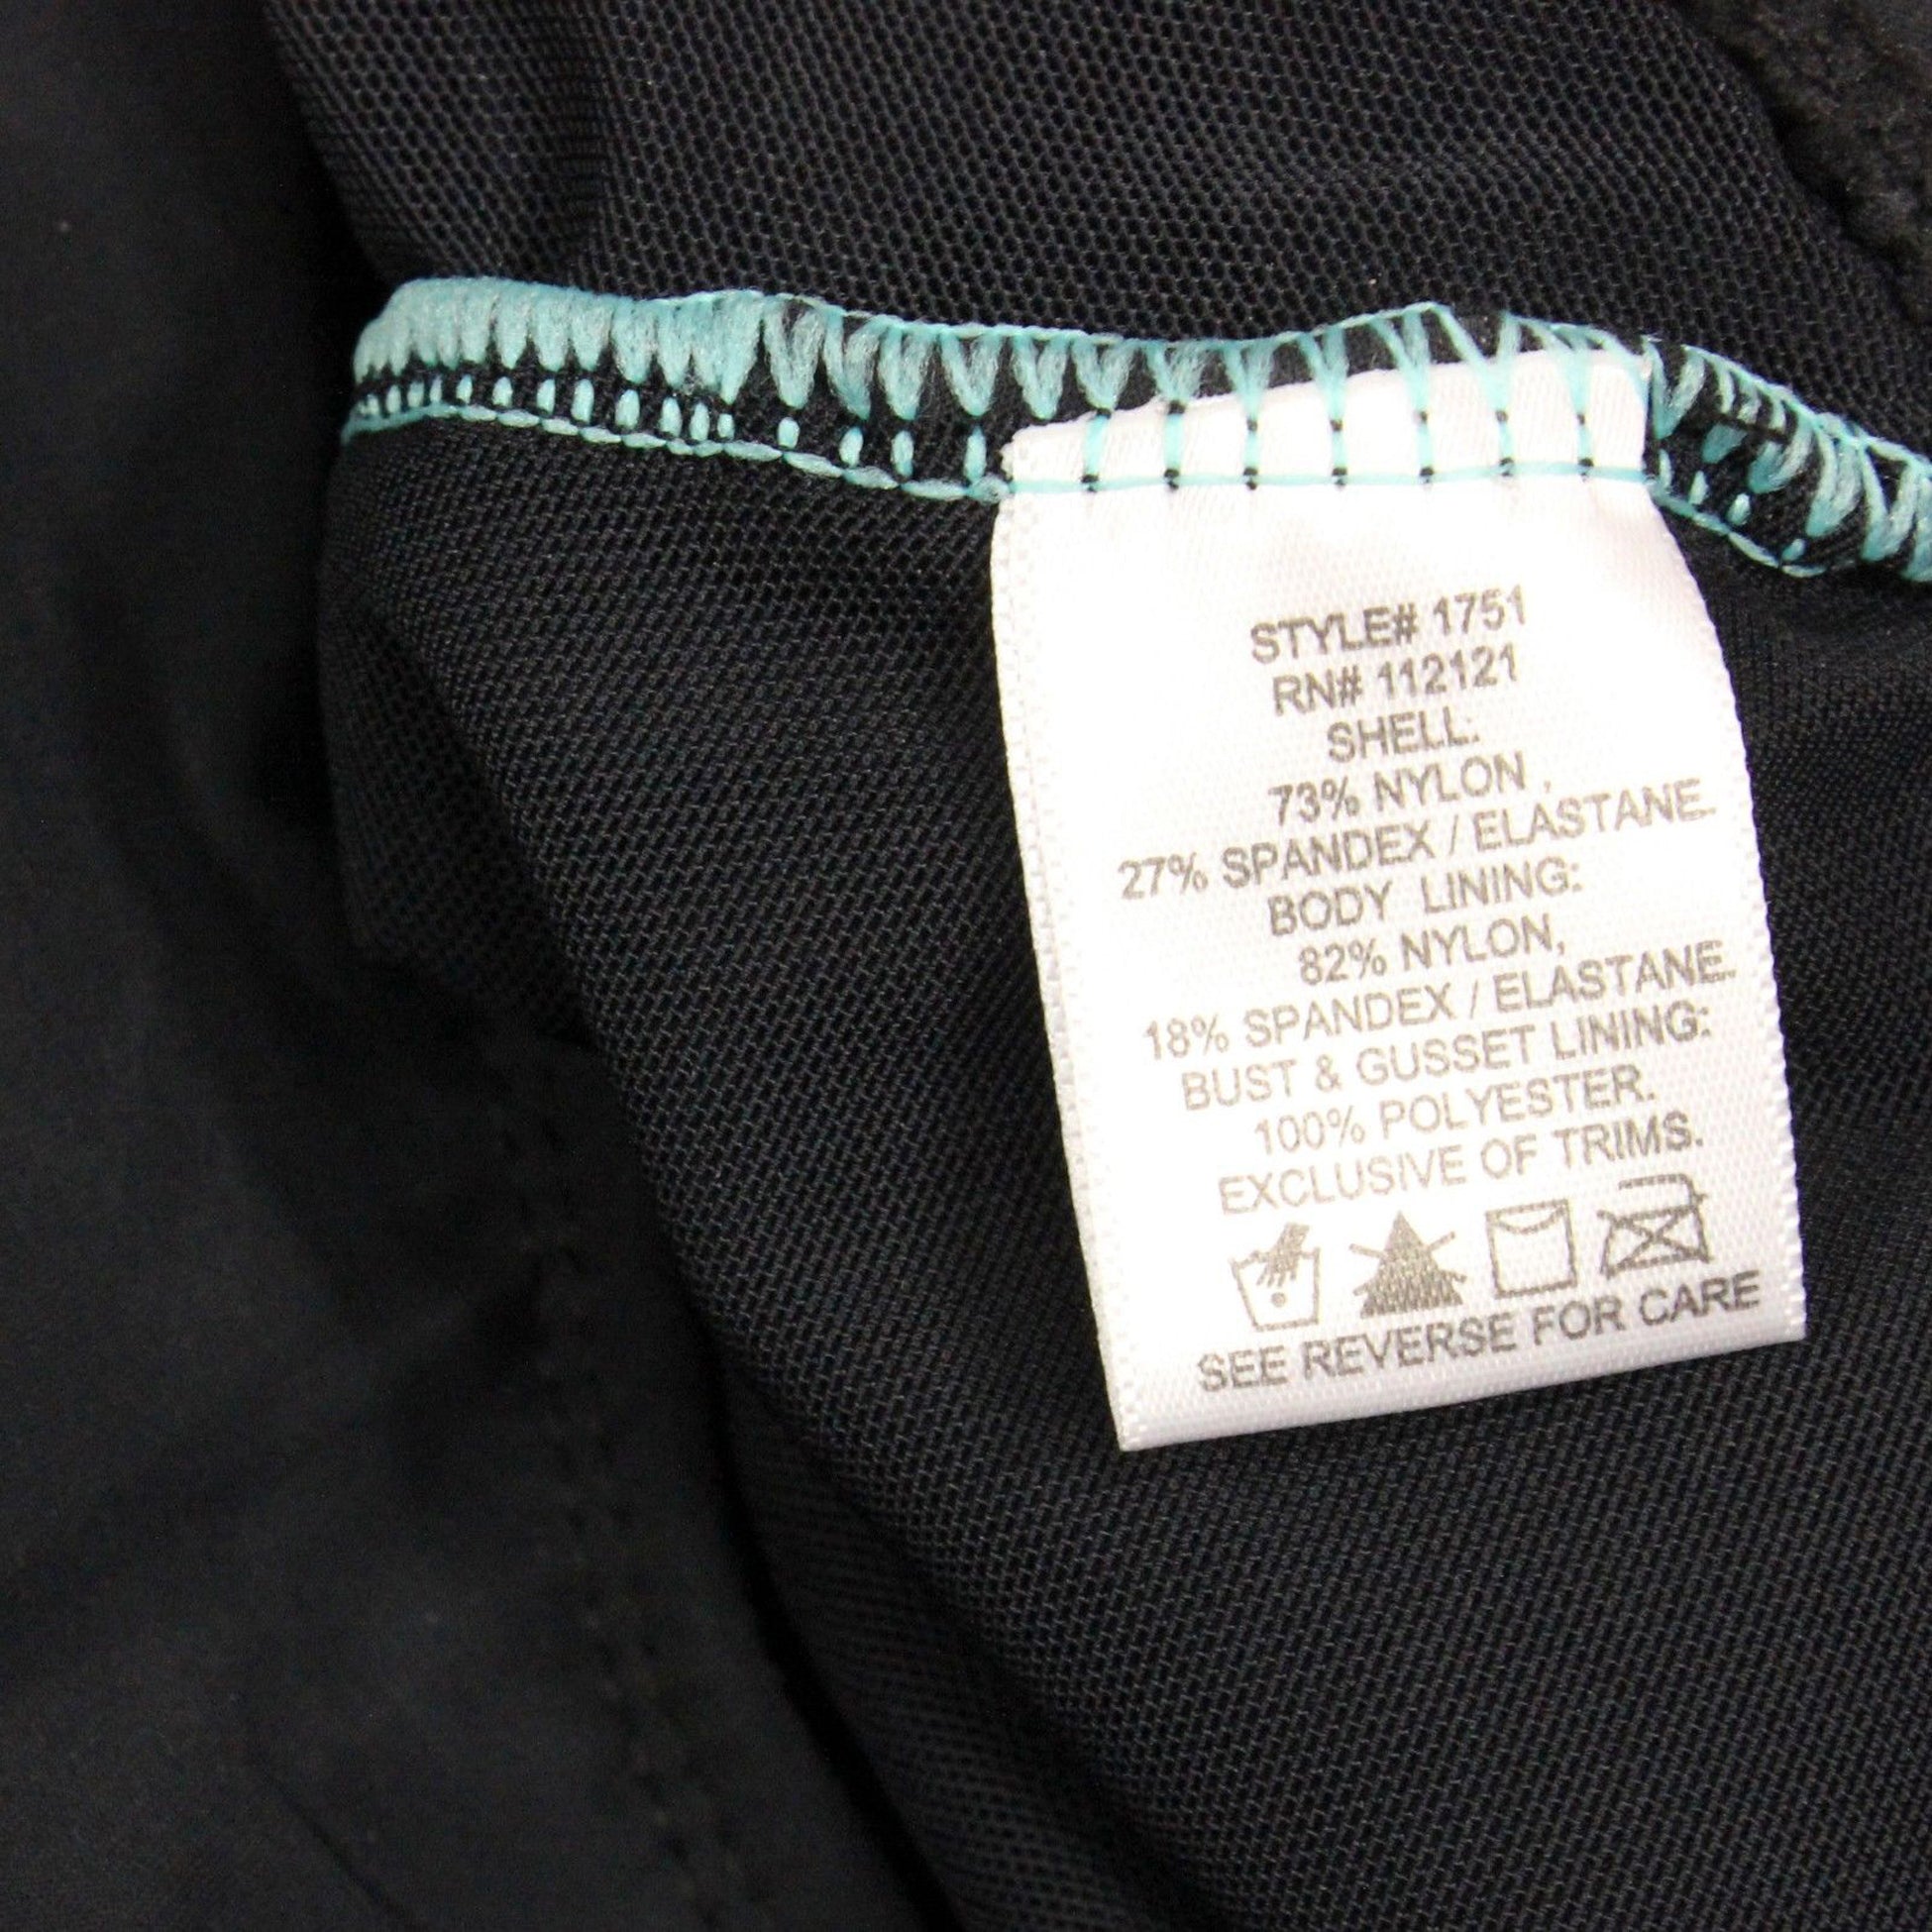 STYLE# 1751
RN# 112121
SHELL:
73% NYLON ,
27% SPANDEX / ELASTANE.
BODY LINING:
82% NYLON,
18% SPANDEX / ELASTANE.
BUST & GUSSET LINING:
100% POLYESTER.
EXCLUSIVE OF TRIMS.
SEE REVERSE FOR CARE